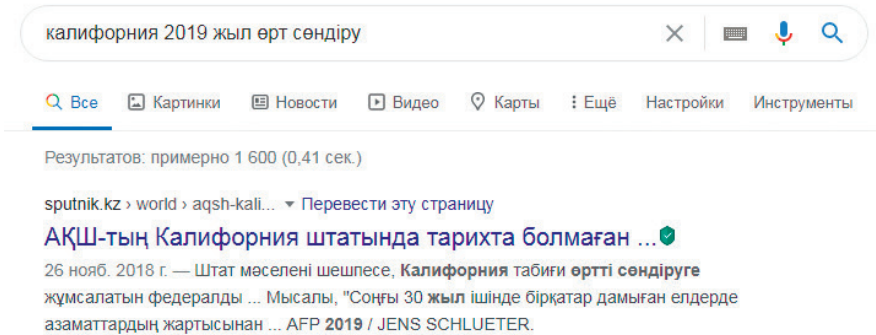 калифорния 2019 жыл өрт сөндіру
Все Картинки Новости Видео Карты Ещё Настройки Инструменты
Результатов: примерно 1 600 (0,41 сек.)
sputnik.kz › world › aqsh-kali... Перевести эту страницу
АҚШ-тың Калифорния штатында тарихта болмаған ...
26 нояб. 2018 г. — Штат мәселені шешпесе, Калифорния табиғи өртті сөндіруге
жұмсалатын федералды ... Мысалы, "Соңғы 30 жыл ішінде бірқатар дамыған елдерде
азаматтардың жартысынан ... AFP 2019 / JENS SCHLUETER.